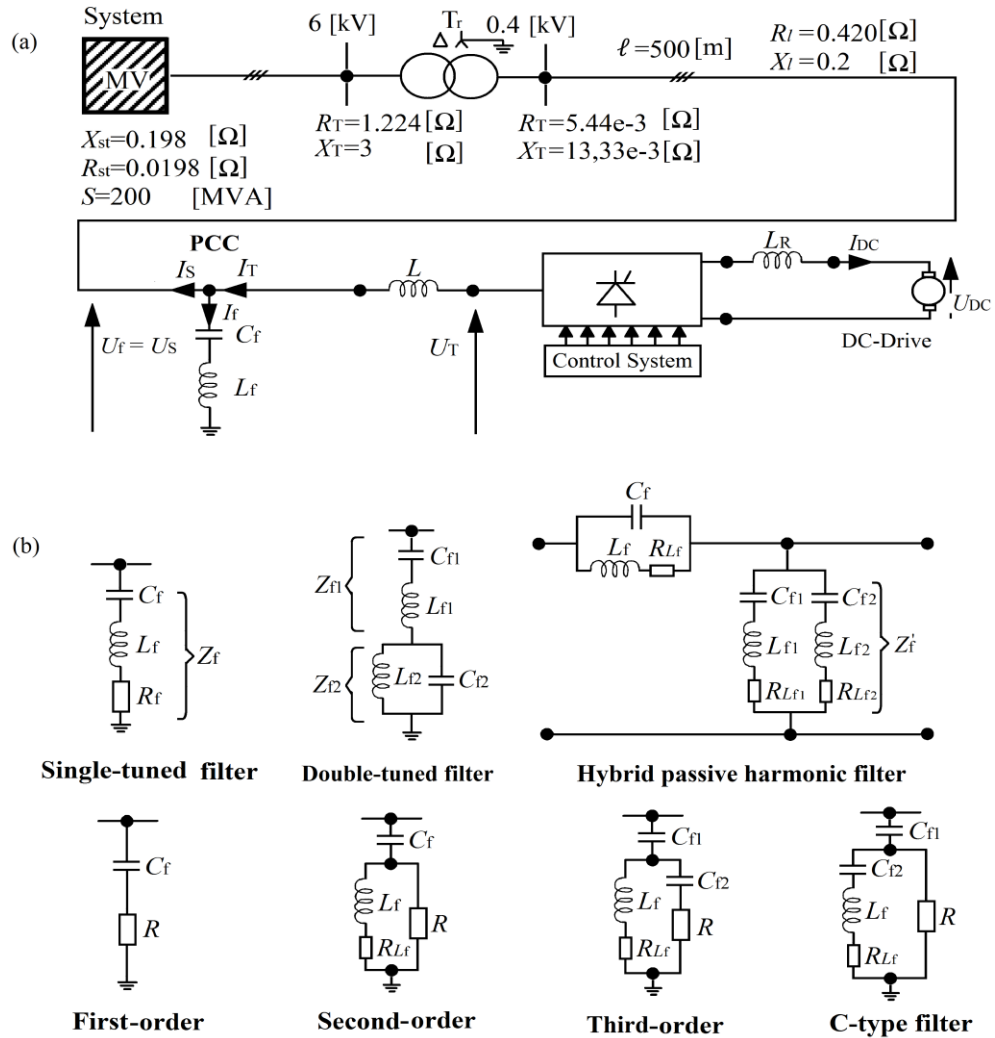 (a)
System
MV
6 [kV]
Tr
Δ
0.4 [kV]
ℓ=500 [m]
Rl=0.420[Ω]
Xl=0.2 [Ω]
Xst=0.198 [Ω]
Rst=0.0198 [Ω]
S=200 [MVA]
RT=1.224[Ω]
XT=3 [Ω]
RT=5.44e-3 [Ω]
XT=13,33e-3[Ω]
PCC
IS
IT
If
Cf
Lf
Uf = US
L
UT
Control System
LR
IDC
UDC
DC-Drive
(b)
Cf
Lf
Rf
Zf
Single-tuned filter
Zf1
Cf1
Lf1
Zf2
Lf2
Cf2
Double-tuned filter
Cf
Lf
RLf
Cf1
Cf2
Lf1
Lf2
RLf1
RLf2
Z'f
Hybrid passive harmonic filter
Cf
R
First-order
Cf
Lf
RLf
R
Second-order
Cf1
Lf
Cf2
RLf
R
Third-order
Cf1
Cf2
Lf
RLf
R
C-type filter